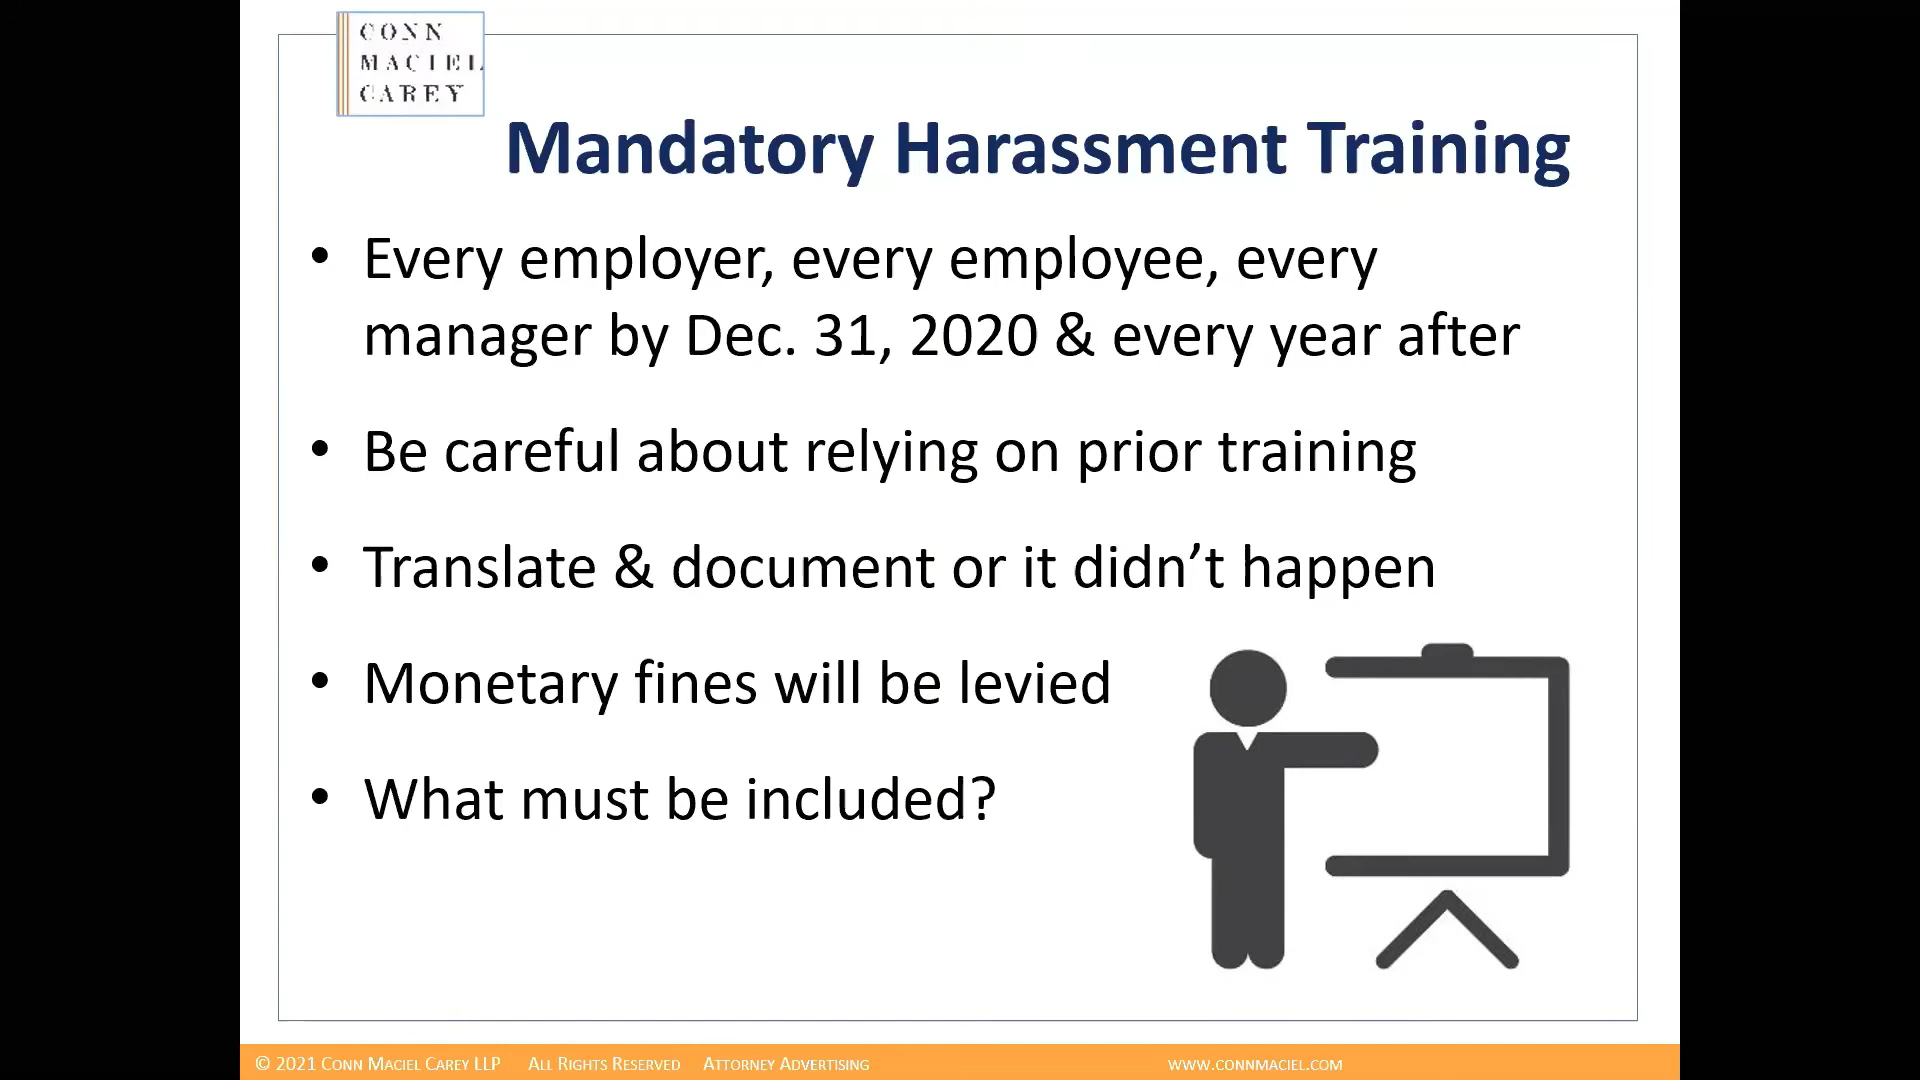 CONN
MACIEL
CAREY
Mandatory Harassment Training
• Every employer, every employee, every
manager by Dec. 31, 2020 & every year after
• Be careful about relying on prior training
• Translate & document or it didn’t happen
• Monetary fines will be levied
• What must be included?
© 2021 CONN MACIEL CAREY LLP ALL RIGHTS RESERVED ATTORNEY ADVERTISING WWW.CONNMACIEL.COM